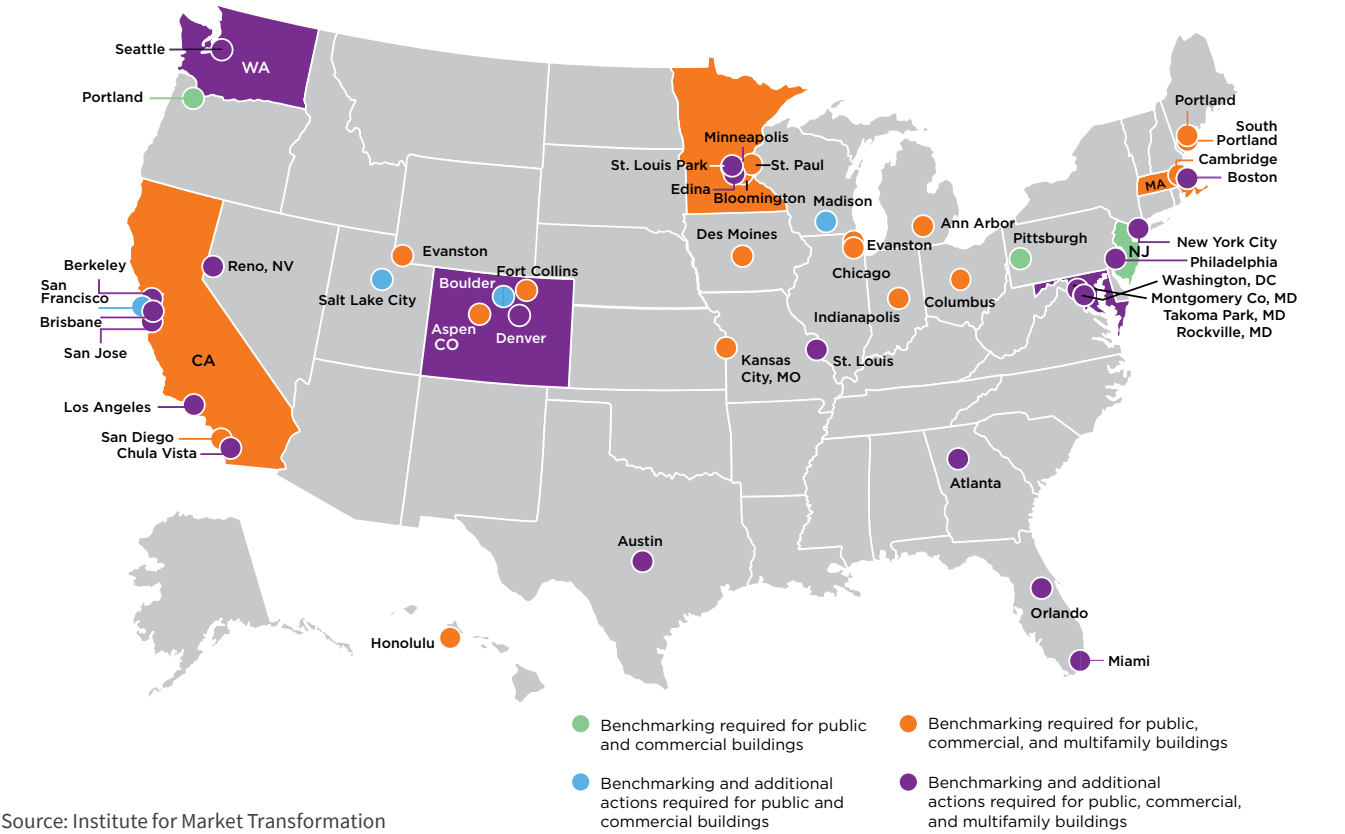 Seattle
WA
Portland
Portland
South
Portland
Cambridge
MA
Boston
Minneapolis
St. Louis Park
St. Paul
Edina
Bloomington
Madison
Ann Arbor
Des Moines
Evanston
Chicago
Pittsburgh
NJ
New York City
Philadelphia
Washington, DC
Montgomery Co, MD
Takoma Park, MD
Rockville, MD
Columbus
Indianapolis
Berkeley
San
Francisco
Brisbane
San Jose
Reno, NV
Evanston
Salt Lake City
Fort Collins
Boulder
Aspen
CO
Denver
CA
Kansas
City, MO
St. Louis
Los Angeles
San Diego
Chula Vista
Atlanta
Austin
Orlando
Honolulu
Miami
Benchmarking required for public
and commercial buildings
Benchmarking required for public,
commercial, and multifamily buildings
Benchmarking and additional
actions required for public and
commercial buildings
Benchmarking and additional
actions required for public, commercial,
and multifamily buildings
Source: Institute for Market Transformation